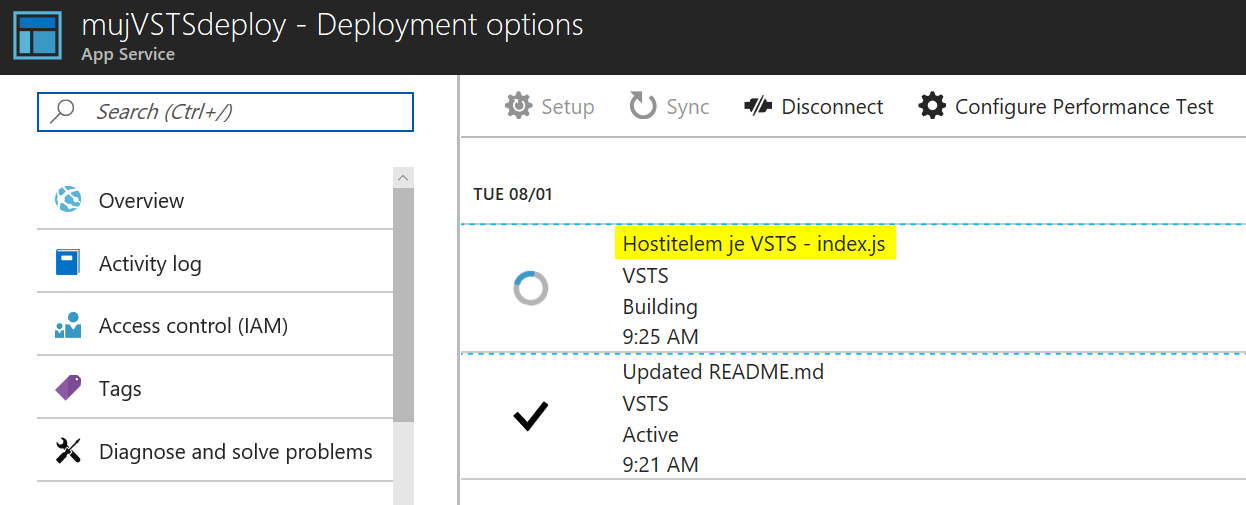 mujVSTSdeploy - Deployment options
App Service
Search (Ctrl+/)
Setup
Sync
Disconnect
Configure Performance Test
Overview
Activity log
Access control (IAM)
Tags
Diagnose and solve problems
TUE 08/01
Hostitelem je VSTS - index.js
VSTS
Building
9:25 AM
Updated README.md
VSTS
Active
9:21 AM